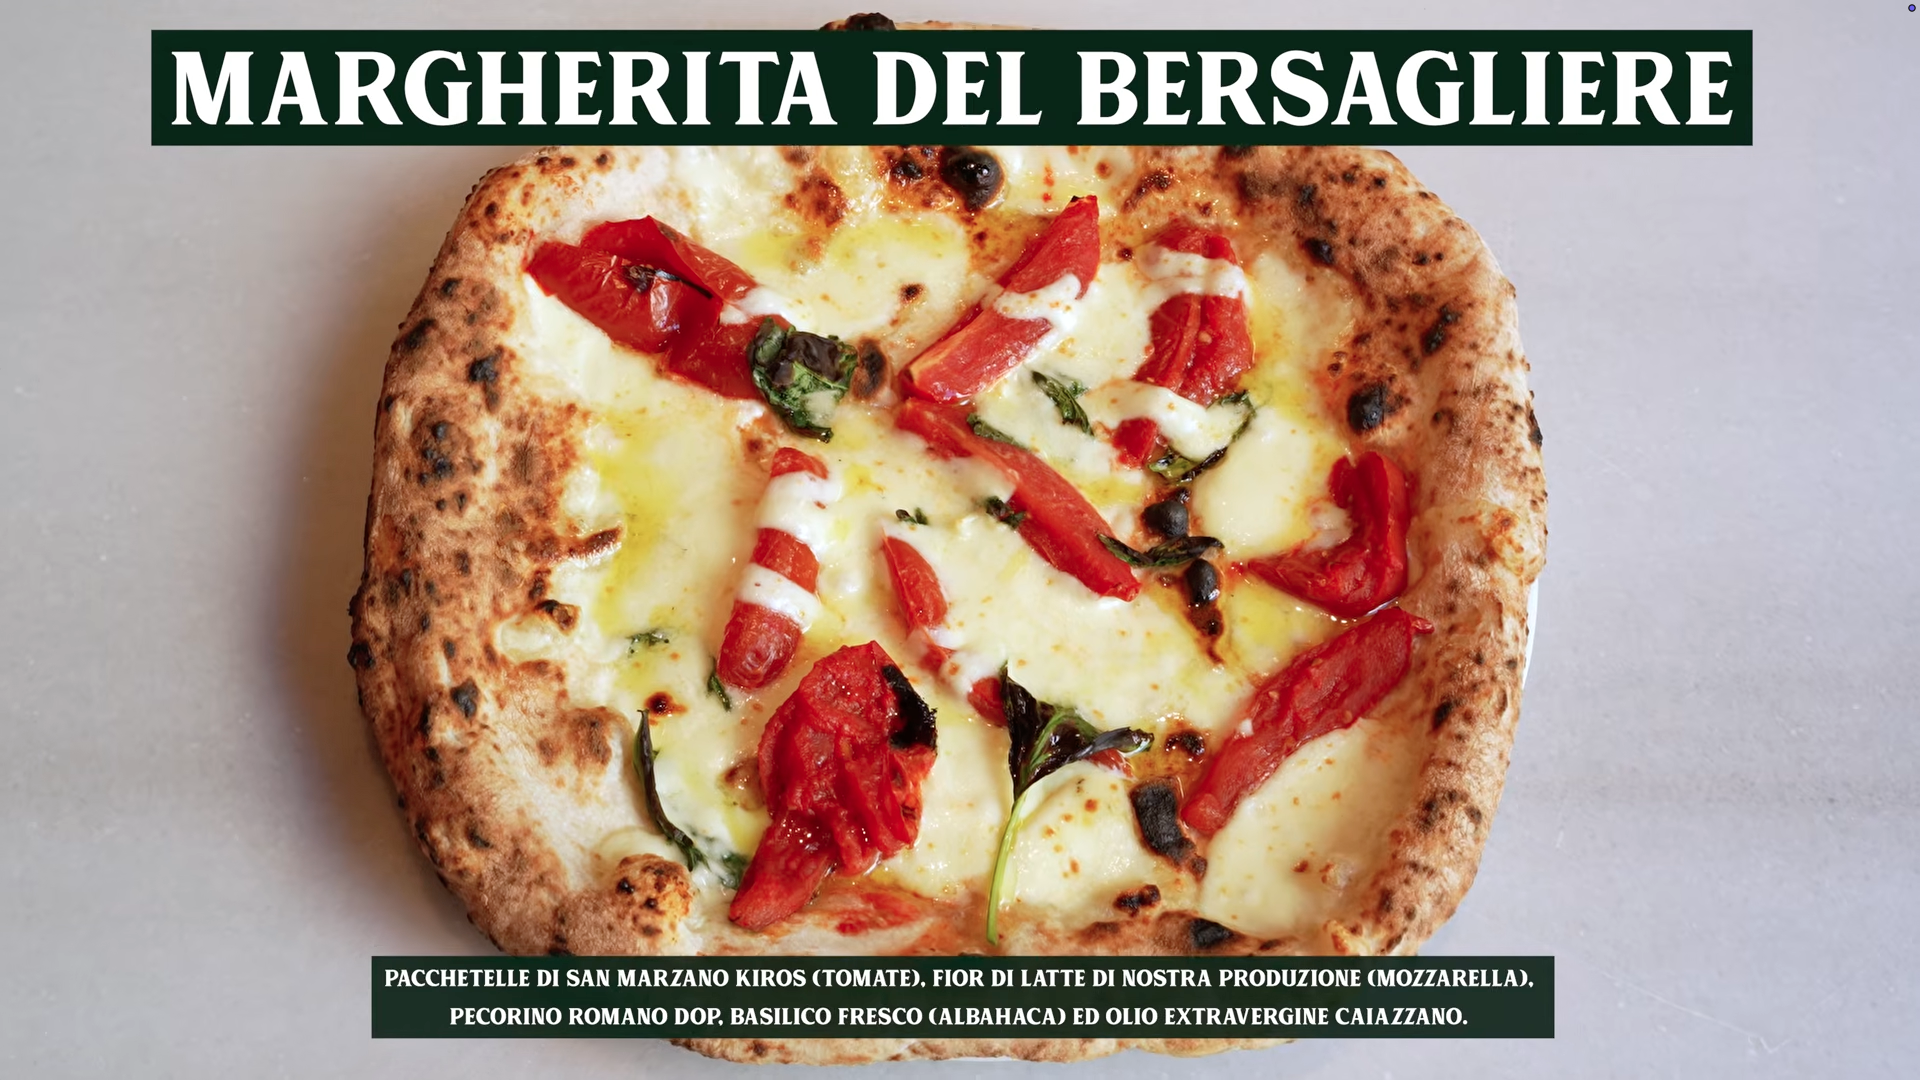 MARGHERITA DEL BERSAGLIERE
PACCHETELLE DI SAN MARZANO KIROS (TOMATE), FIOR DI LATTE DI NOSTRA PRODUZIONE (MOZZARELLA),
PECORINO ROMANO DOP, BASILICO FRESCO (ALBAHACA) ED OLIO EXTRAVERGINE CAIAZZANO.